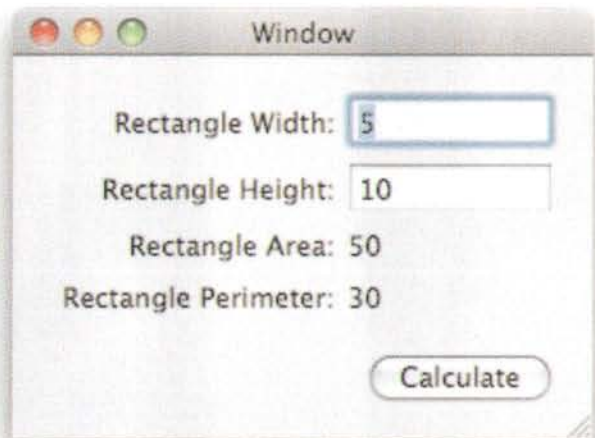 Window
Rectangle Width: 5
Rectangle Height: 10
Rectangle Area: 50
Rectangle Perimeter: 30
Calculate